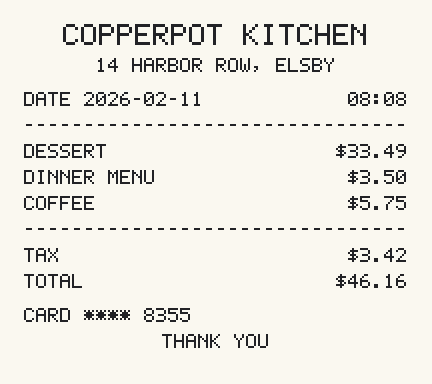 COPPERPOT KITCHEN
14 HARBOR ROW, ELSBY
DATE 2026-02-11 08:08
--------------------------------
DESSERT $33.49
DINNER MENU $3.50
COFFEE $5.75
--------------------------------
TAX $3.42
TOTAL $46.16
CARD **** 8355
THANK YOU